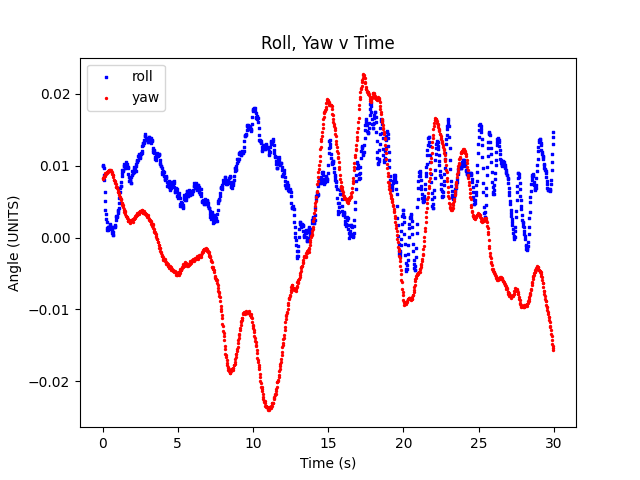 Roll, Yaw v Time
roll
yaw
Angle (UNITS)
0.02
0.01
0.00
−0.01
−0.02
0 5 10 15 20 25 30
Time (s)